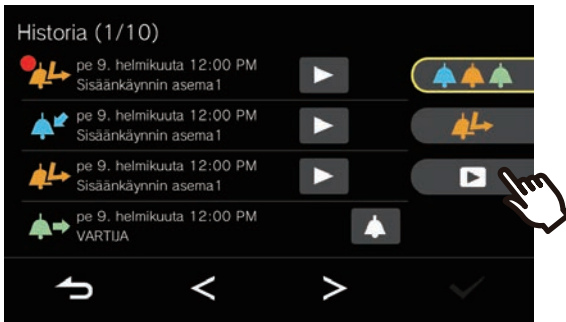 Historia (1/10)
pe 9. helmikuuta 12:00 PM
Sisäänkäynnin asema1
pe 9. helmikuuta 12:00 PM
Sisäänkäynnin asema1
pe 9. helmikuuta 12:00 PM
Sisäänkäynnin asema1
pe 9. helmikuuta 12:00 PM
VARTIJA